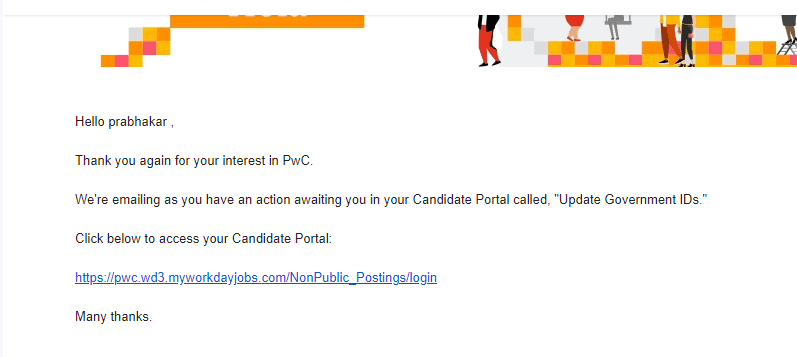 Hello prabhakar ,
Thank you again for your interest in PwC.
We're emailing as you have an action awaiting you in your Candidate Portal called, "Update Government IDs."
Click below to access your Candidate Portal:
https://pwc.wd3.myworkdayjobs.com/NonPublic_Postings/login
Many thanks.